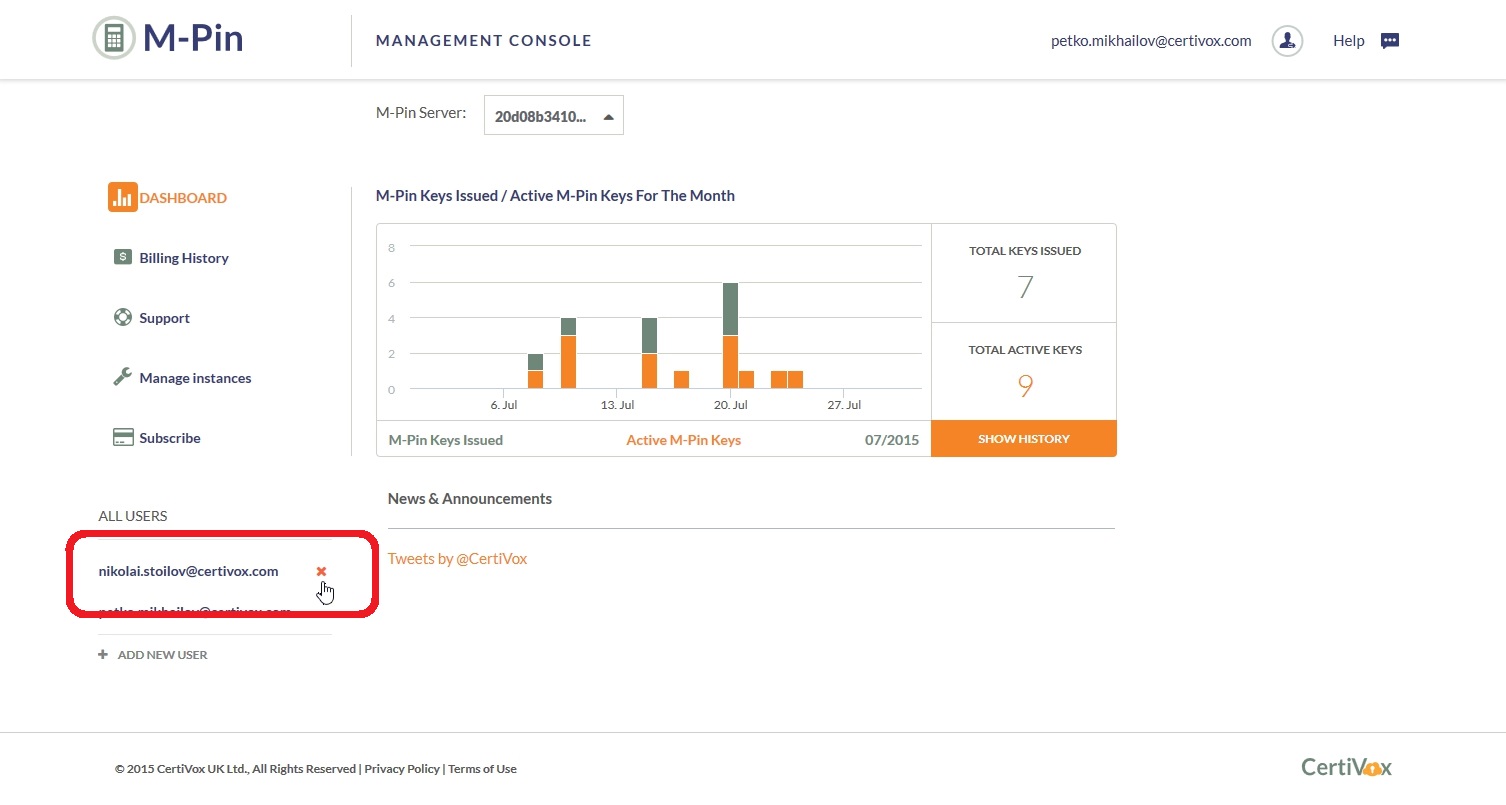 M-Pin
MANAGEMENT CONSOLE
petko.mikhailov@certivox.com
Help
M-Pin Server:
20d08b3410...
DASHBOARD
Billing History
Support
Manage instances
Subscribe
M-Pin Keys Issued / Active M-Pin Keys For The Month
8
6
4
2
0
6. Jul
13. Jul
20. Jul
27. Jul
M-Pin Keys Issued
Active M-Pin Keys
07/2015
TOTAL KEYS ISSUED
7
TOTAL ACTIVE KEYS
9
SHOW HISTORY
ALL USERS
nikolai.stoilov@certivox.com
petko.mikhailov@certivox.com
ADD NEW USER
News & Announcements
Tweets by @CertiVox
© 2015 CertiVox UK Ltd., All Rights Reserved | Privacy Policy | Terms of Use
CertiVox